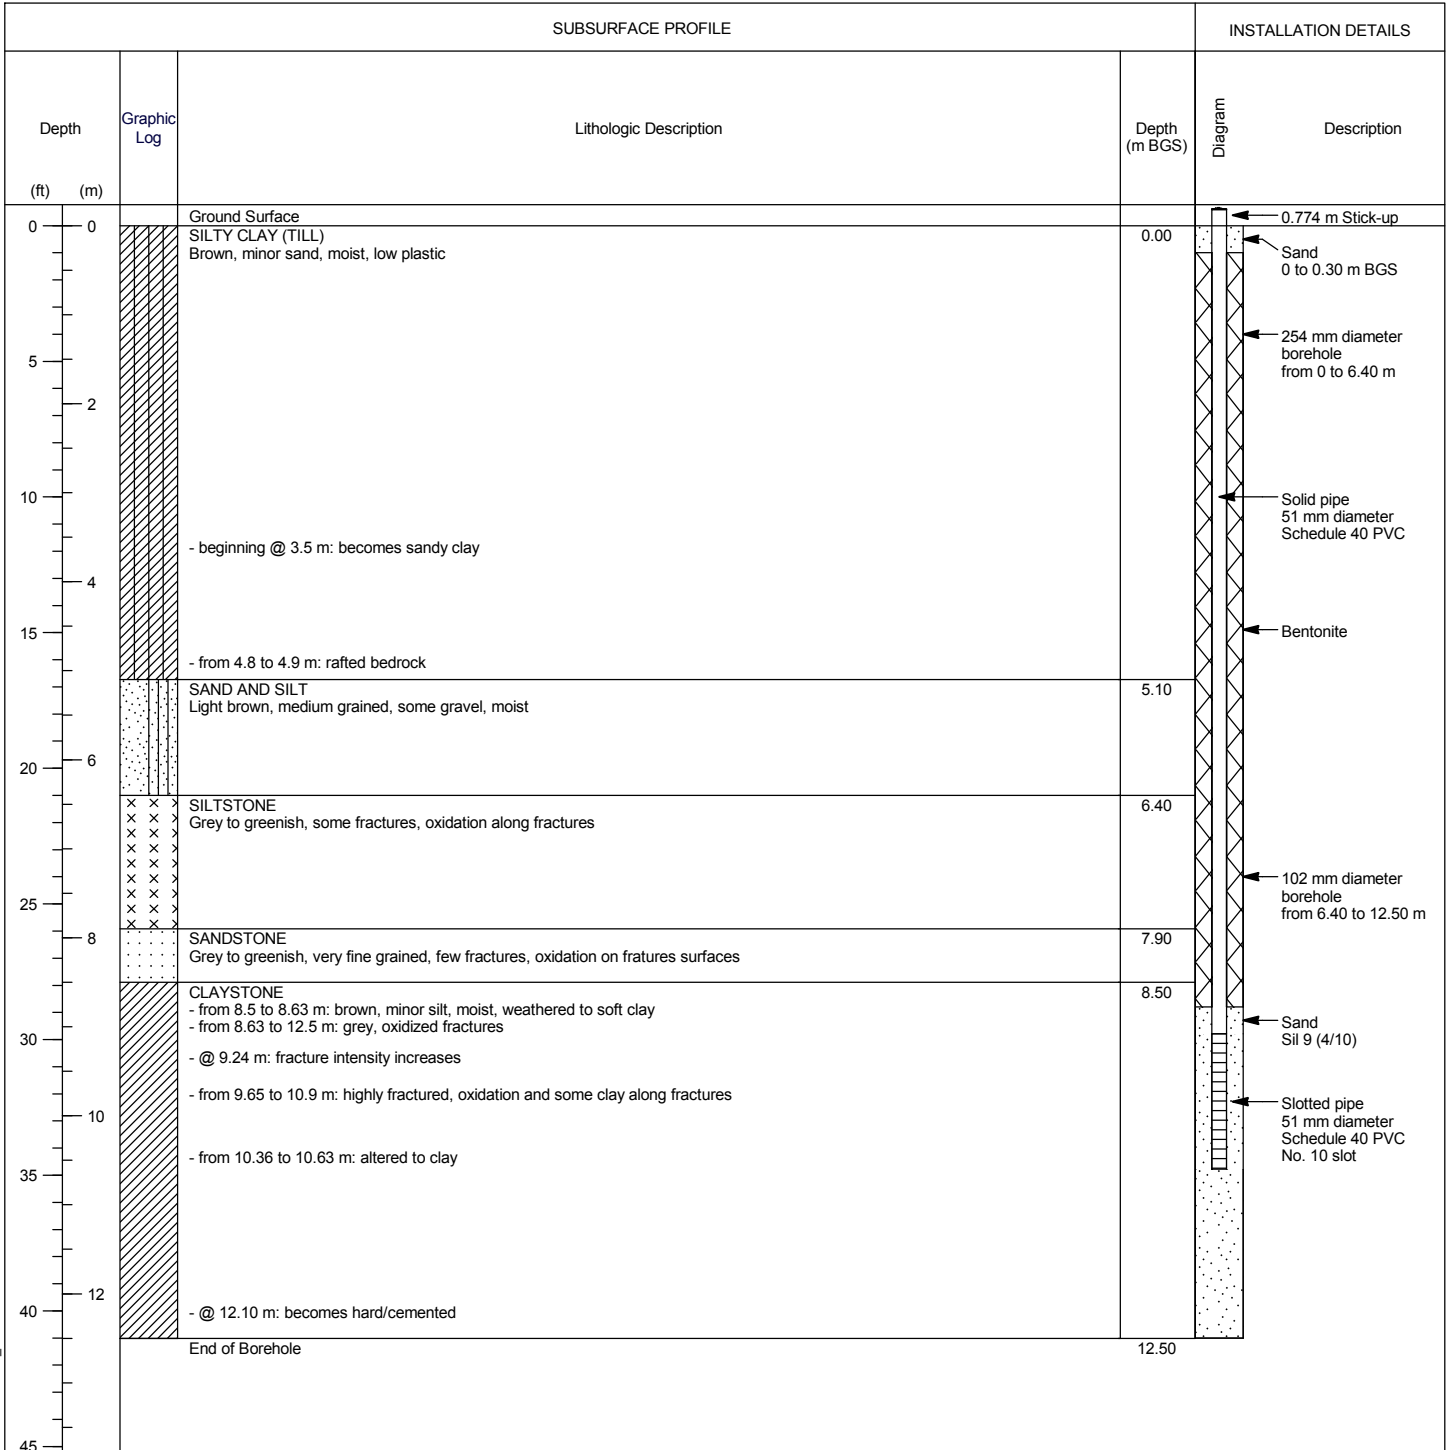 SUBSURFACE PROFILE
INSTALLATION DETAILS
Depth
Graphic
Log
Lithologic Description
Depth
(m BGS)
Diagram
Description
(ft) (m)
Ground Surface
0.774 m Stick-up
0 0
SILTY CLAY (TILL) 0.00
Brown, minor sand, moist, low plastic
Sand
0 to 0.30 m BGS
254 mm diameter
borehole
from 0 to 6.40 m
5
2
10
Solid pipe
51 mm diameter
Schedule 40 PVC
- beginning @ 3.5 m: becomes sandy clay
4
15
Bentonite
- from 4.8 to 4.9 m: rafted bedrock
SAND AND SILT 5.10
Light brown, medium grained, some gravel, moist
6
20
SILTSTONE 6.40
Grey to greenish, some fractures, oxidation along fractures
102 mm diameter
borehole
from 6.40 to 12.50 m
25
8
SANDSTONE 7.90
Grey to greenish, very fine grained, few fractures, oxidation on fratures surfaces
CLAYSTONE 8.50
- from 8.5 to 8.63 m: brown, minor silt, moist, weathered to soft clay
- from 8.63 to 12.5 m: grey, oxidized fractures
Sand
Sil 9 (4/10)
30
- @ 9.24 m: fracture intensity increases
- from 9.65 to 10.9 m: highly fractured, oxidation and some clay along fractures
Slotted pipe
51 mm diameter
Schedule 40 PVC
No. 10 slot
10
- from 10.36 to 10.63 m: altered to clay
35
12
40
- @ 12.10 m: becomes hard/cemented
End of Borehole 12.50
45